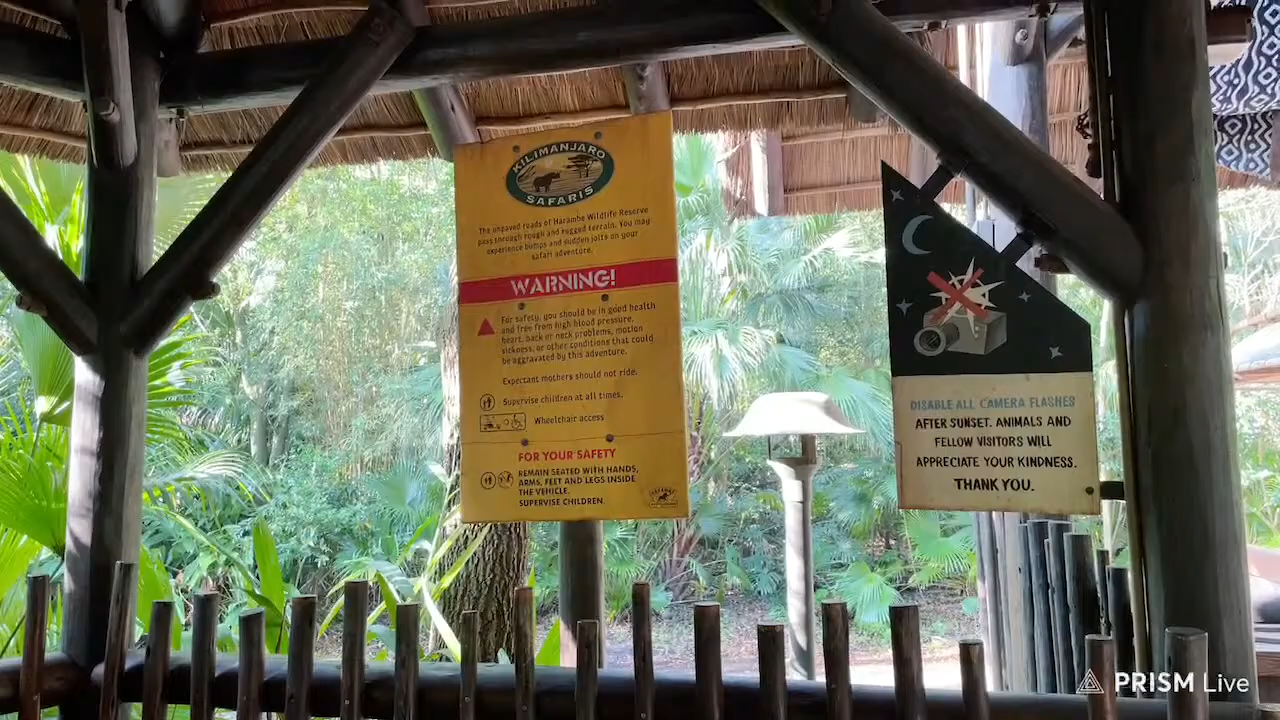 KILIMANJARO
SAFARIS
The unpaved roads of Harambe Wildlife Reserve
pass through rough and rugged terrain. You may
experience bumps and sudden jolts on your
safari adventure.
WARNING!
For safety, you should be in good health
and free from high blood pressure,
heart, back or neck problems, motion
sickness, or other conditions that could
be aggravated by this adventure.
Expectant mothers should not ride.
Supervise children at all times.
Wheelchair access
FOR YOUR SAFETY
REMAIN SEATED WITH HANDS,
ARMS, FEET AND LEGS INSIDE
THE VEHICLE.
SUPERVISE CHILDREN.
DISABLE ALL CAMERA FLASHES
AFTER SUNSET. ANIMALS AND
FELLOW VISITORS WILL
APPRECIATE YOUR KINDNESS.
THANK YOU.
PRISM Live